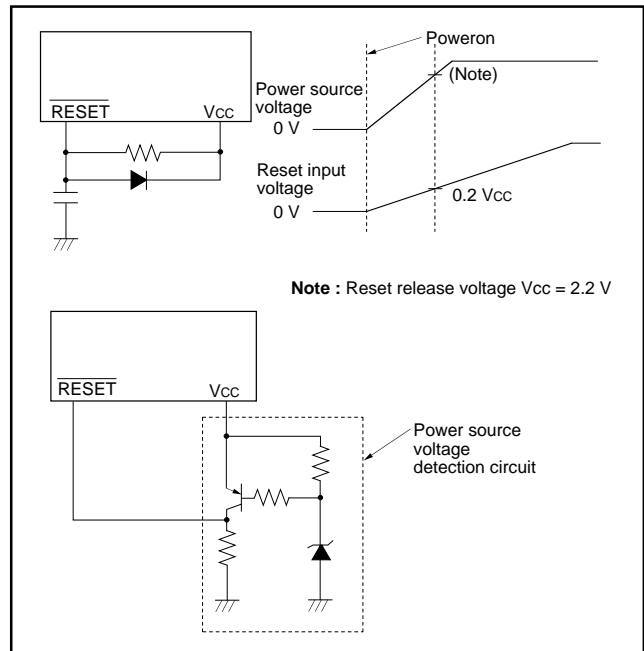 Poweron
RESET VCC
Power source
voltage
(Note)
0 V
Reset input
voltage
0.2 VCC
0 V
Note : Reset release voltage Vcc = 2.2 V
RESET VCC
Power source
voltage
detection circuit